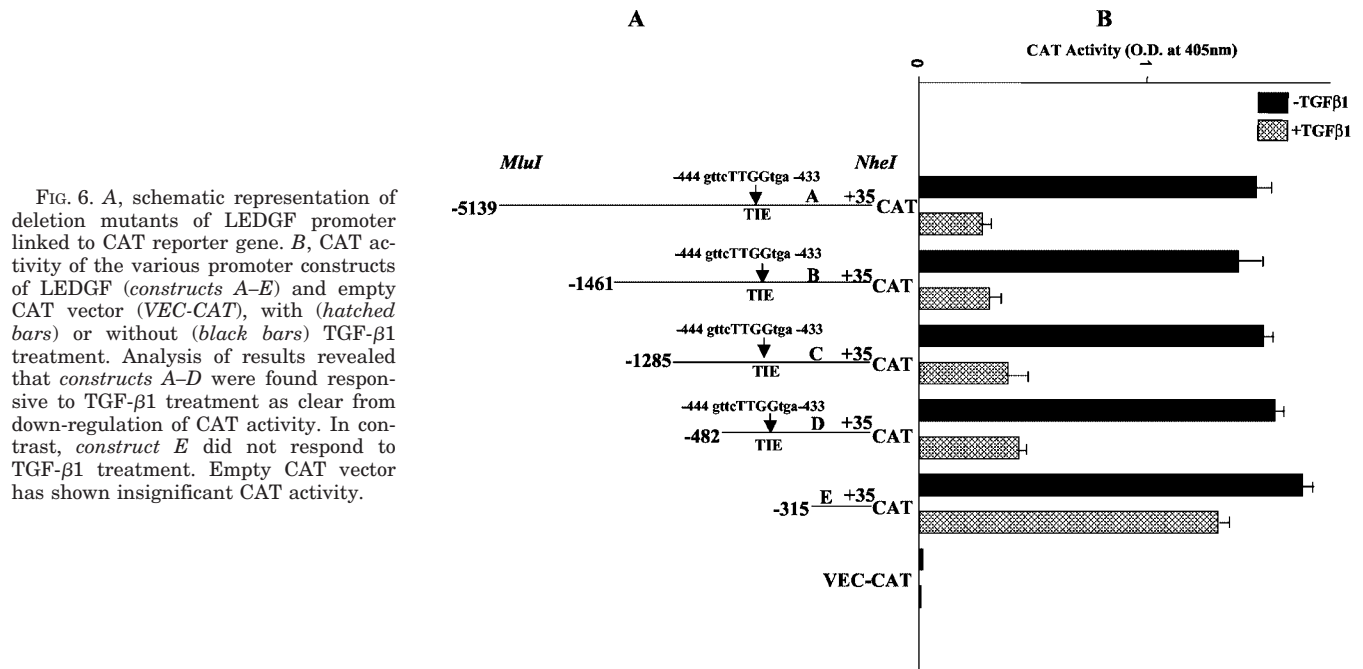 FIG. 6. A, schematic representation of
deletion mutants of LEDGF promoter
linked to CAT reporter gene. B, CAT ac-
tivity of the various promoter constructs
of LEDGF (constructs A–E) and empty
CAT vector (VEC-CAT), with (hatched
bars) or without (black bars) TGF-β1
treatment. Analysis of results revealed
that constructs A–D were found respon-
sive to TGF-β1 treatment as clear from
down-regulation of CAT activity. In con-
trast, construct E did not respond to
TGF-β1 treatment. Empty CAT vector
has shown insignificant CAT activity.
A
B
CAT Activity (O.D. at 405nm)
0
1
-TGFβ1
+TGFβ1
MluI
NheI
-444 gttcTTGGtga -433
-5139
TIE
A
+35
CAT
-444 gttcTTGGtga -433
-1461
TIE
B
+35
CAT
-444 gttcTTGGtga -433
-1285
TIE
C
+35
CAT
-444 gttcTTGGtga-433
-482
TIE
D
+35
CAT
-315
E
+35
CAT
VEC-CAT